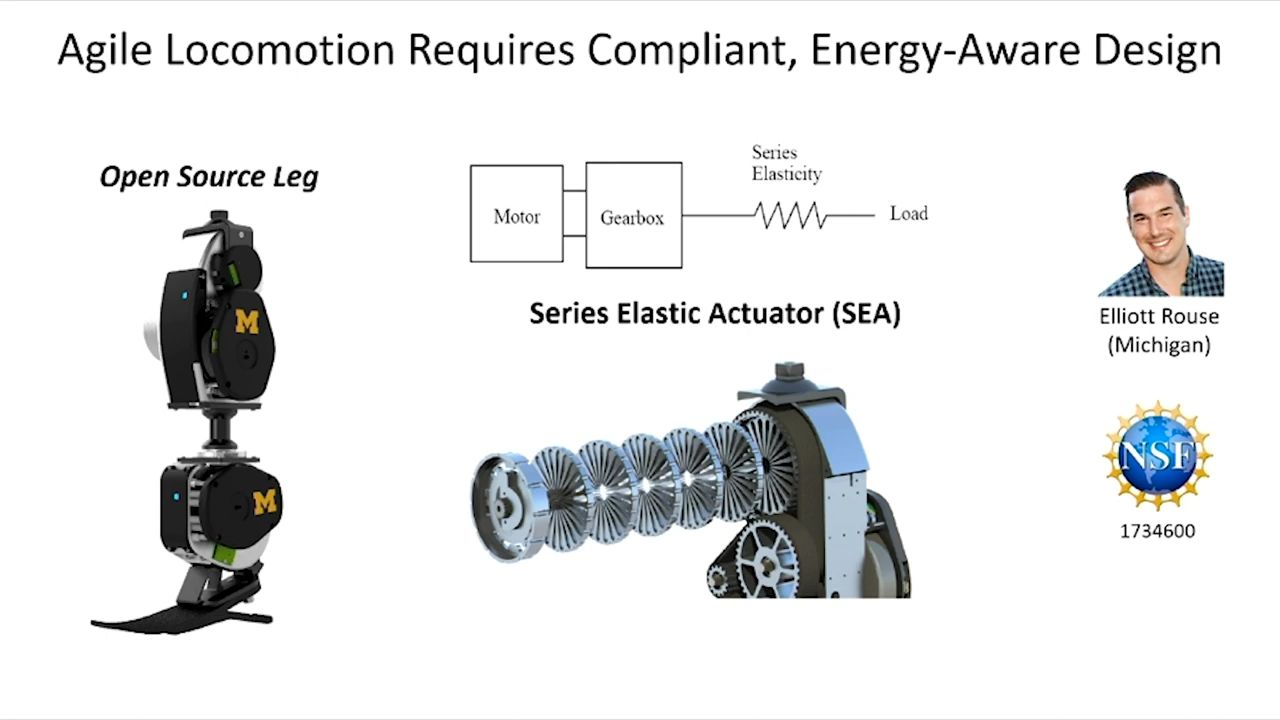 Agile Locomotion Requires Compliant, Energy-Aware Design
Open Source Leg
M
M
Motor
Gearbox
Series
Elasticity
Load
Series Elastic Actuator (SEA)
Elliott Rouse
(Michigan)
NSF
1734600